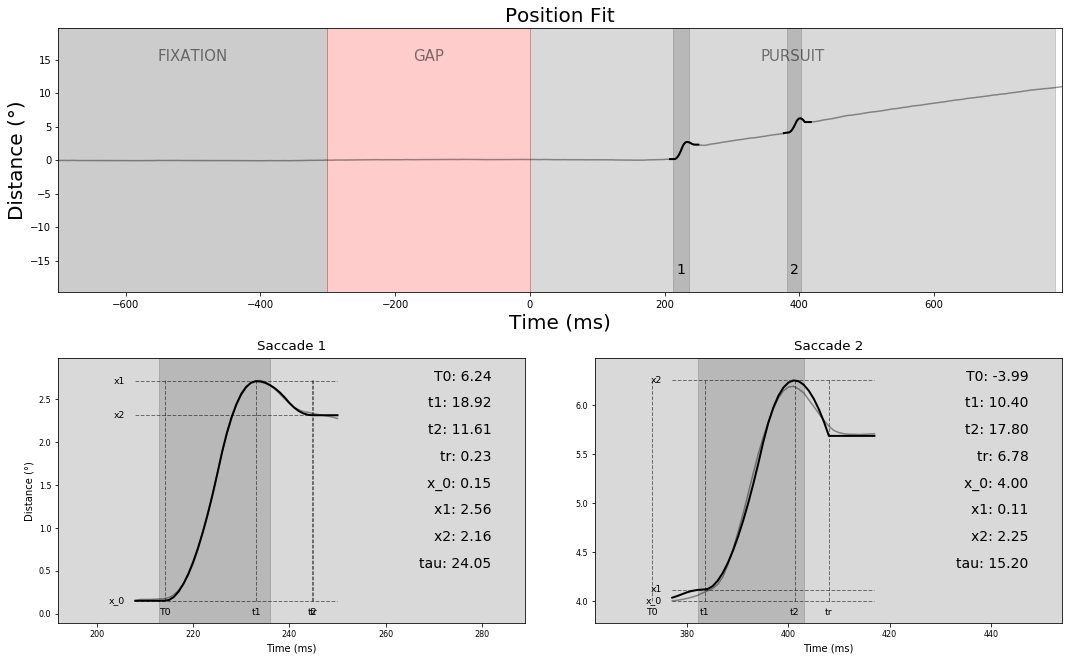 Position Fit
FIXATION
GAP
PURSUIT
Distance (°)
15
10
5
0
−5
−10
−15
1
2
−600
−400
−200
0
200
400
600
Time (ms)
Saccade 1
x1
x2
x_0
T0
t1
T0: 6.24
t1: 18.92
t2: 11.61
tr: 0.23
x_0: 0.15
x1: 2.56
x2: 2.16
tau: 24.05
Distance (°)
2.5
2.0
1.5
1.0
0.5
0.0
200
220
240
260
280
Time (ms)
Saccade 2
x2
x1
x_0
T0
t1
t2
tr
T0: -3.99
t1: 10.40
t2: 17.80
tr: 6.78
x_0: 4.00
x1: 0.11
x2: 2.25
tau: 15.20
6.0
5.5
5.0
4.5
4.0
380
400
420
440
Time (ms)